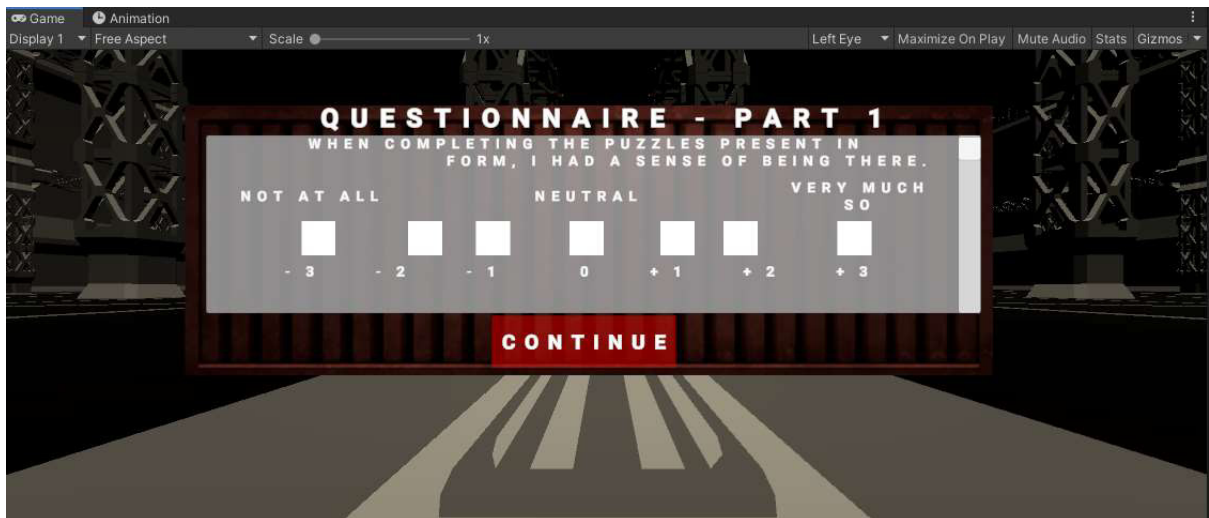 Game Animation
Display 1 Free Aspect Scale 1x Left Eye Maximize On Play Mute Audio Stats Gizmos
QUESTIONNAIRE - PART 1
WHEN COMPLETING THE PUZZLES PRESENT IN
FORM, I HAD A SENSE OF BEING THERE.
NOT AT ALL NEUTRAL VERY MUCH
SO
- 3 - 2 - 1 0 + 1 + 2 + 3
CONTINUE